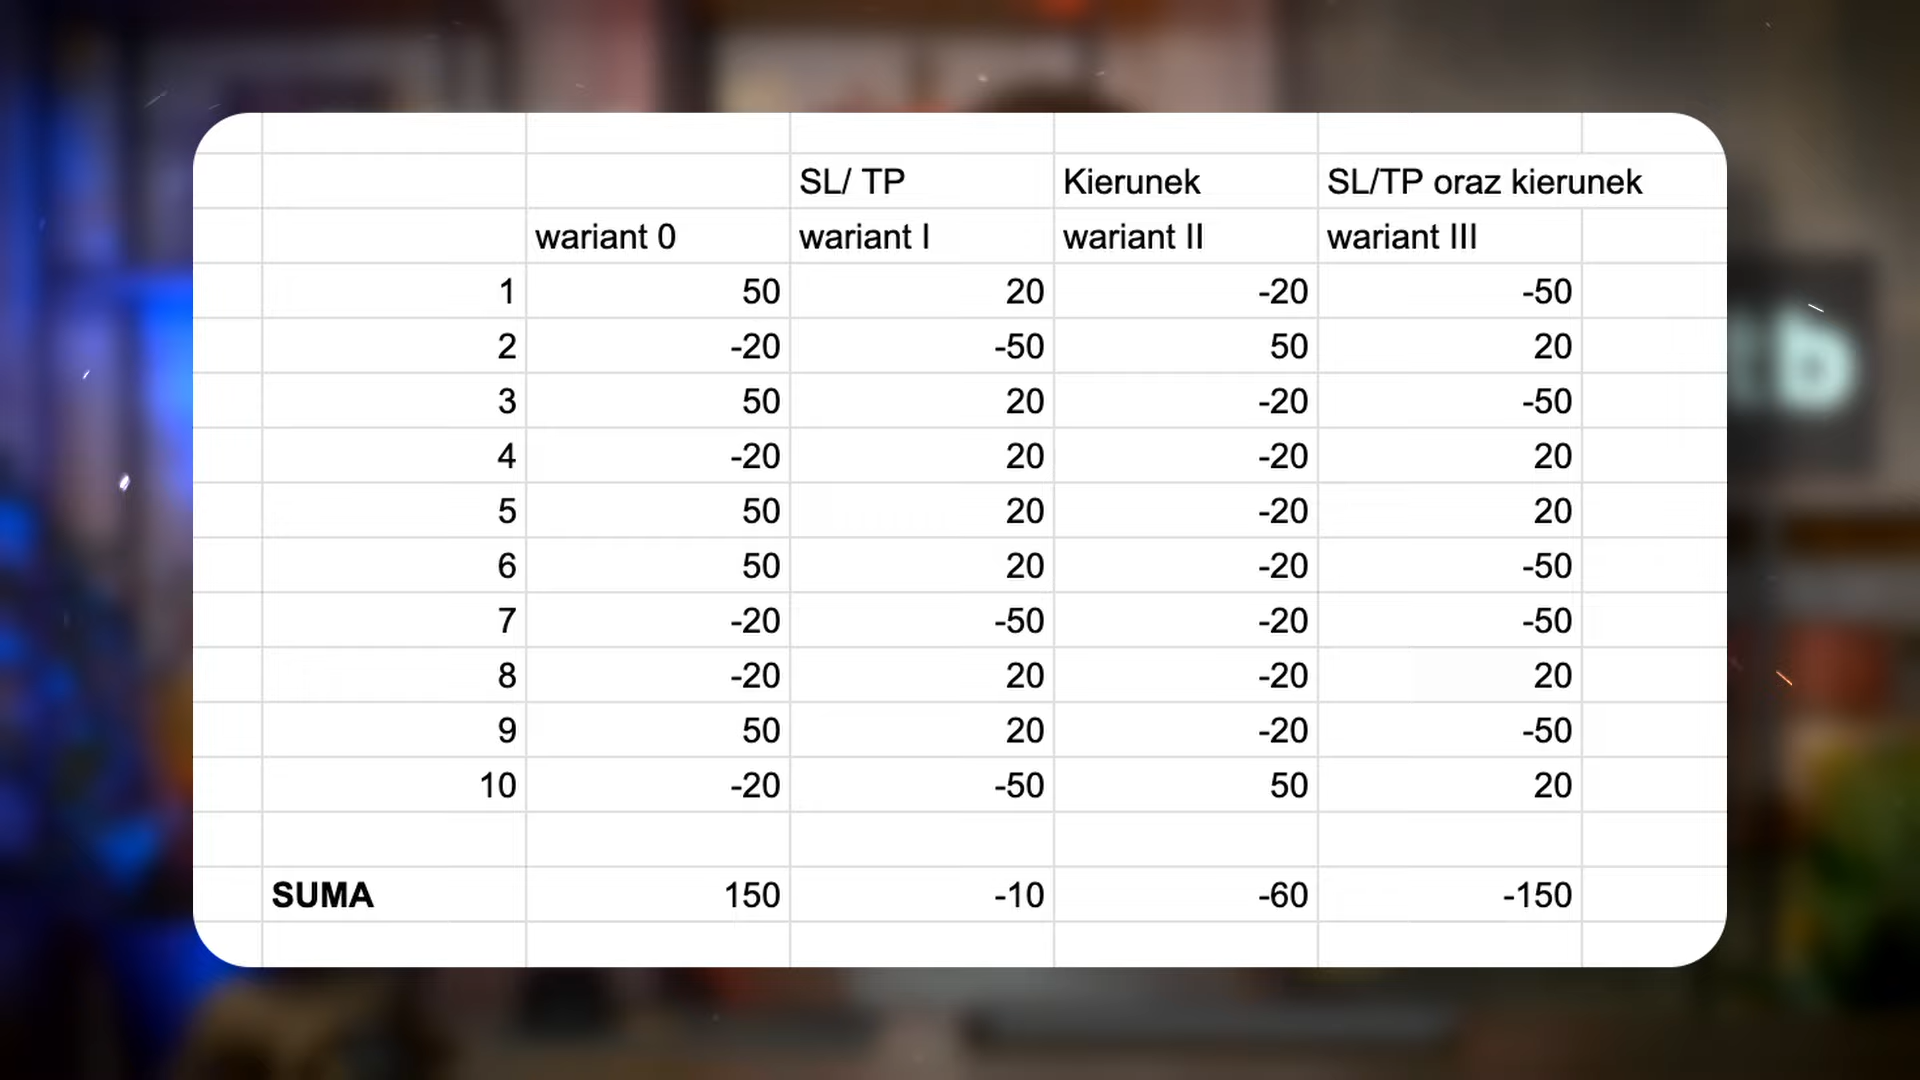 SL/ TP Kierunek SL/TP oraz kierunek
wariant 0 wariant I wariant II wariant III
1 50 20 -20 -50
2 -20 -50 50 20
3 50 20 -20 -50
4 -20 20 -20 20
5 50 20 -20 20
6 50 20 -20 -50
7 -20 -50 -20 -50
8 -20 20 -20 20
9 50 20 -20 -50
10 -20 -50 50 20
SUMA 150 -10 -60 -150